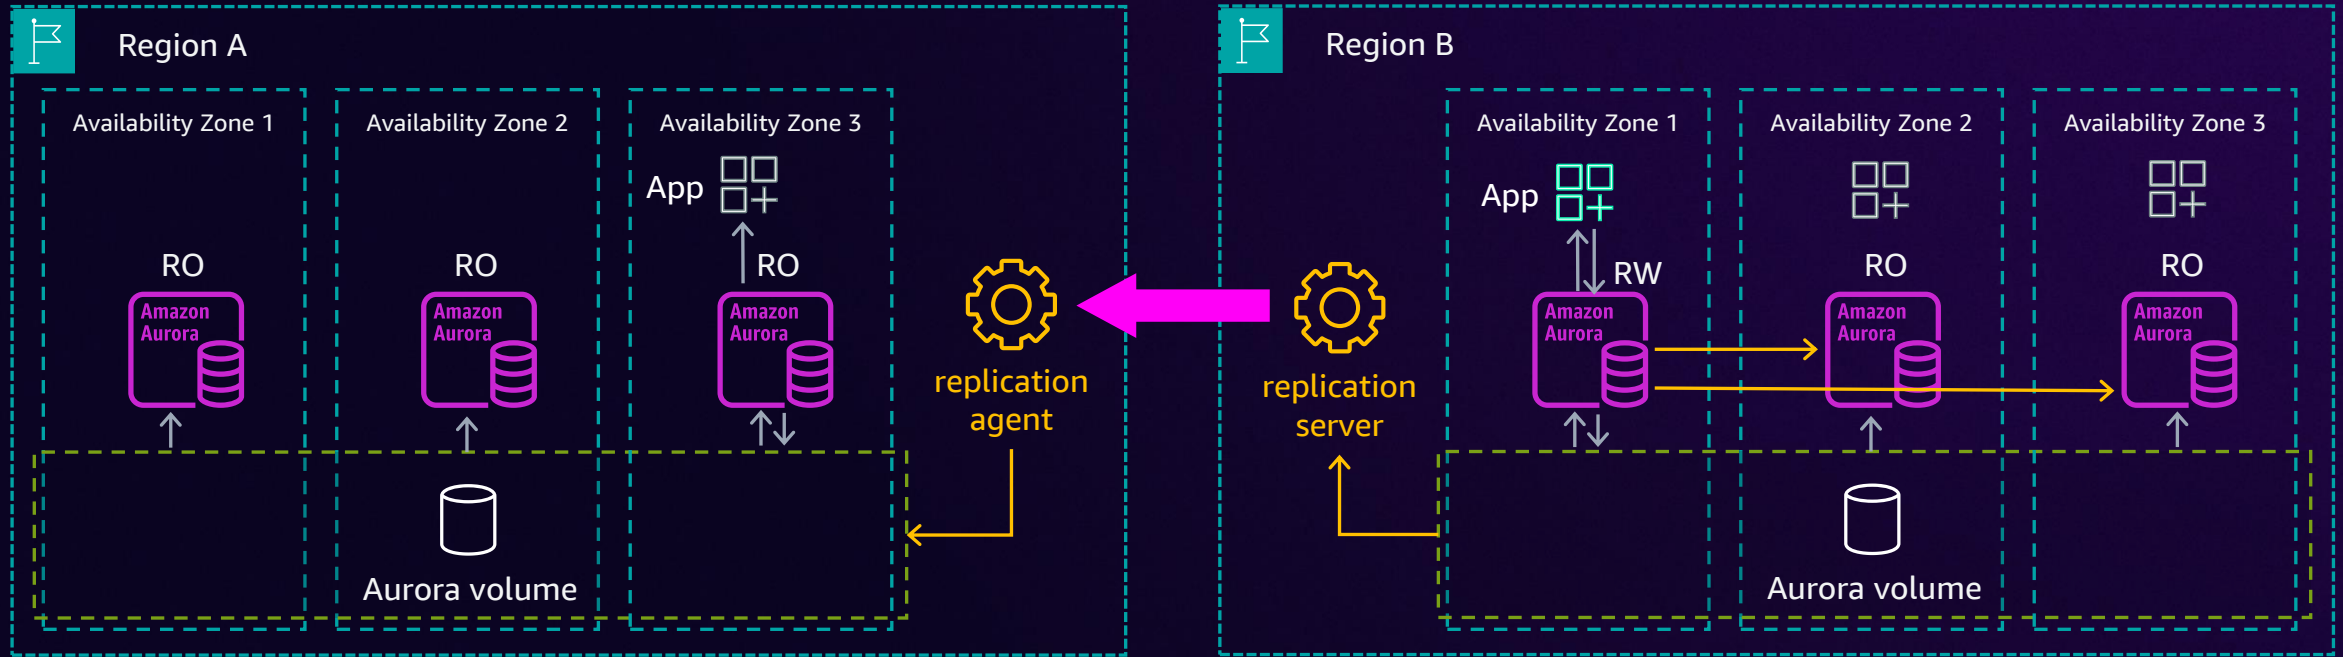 Region A
Availability Zone 1
Availability Zone 2
Availability Zone 3
App
RO
RO
RO
Amazon
Aurora
Amazon
Aurora
Amazon
Aurora
replication
agent
Aurora volume
Region B
Availability Zone 1
Availability Zone 2
Availability Zone 3
App
RW
RO
RO
Amazon
Aurora
Amazon
Aurora
Amazon
Aurora
replication
server
Aurora volume